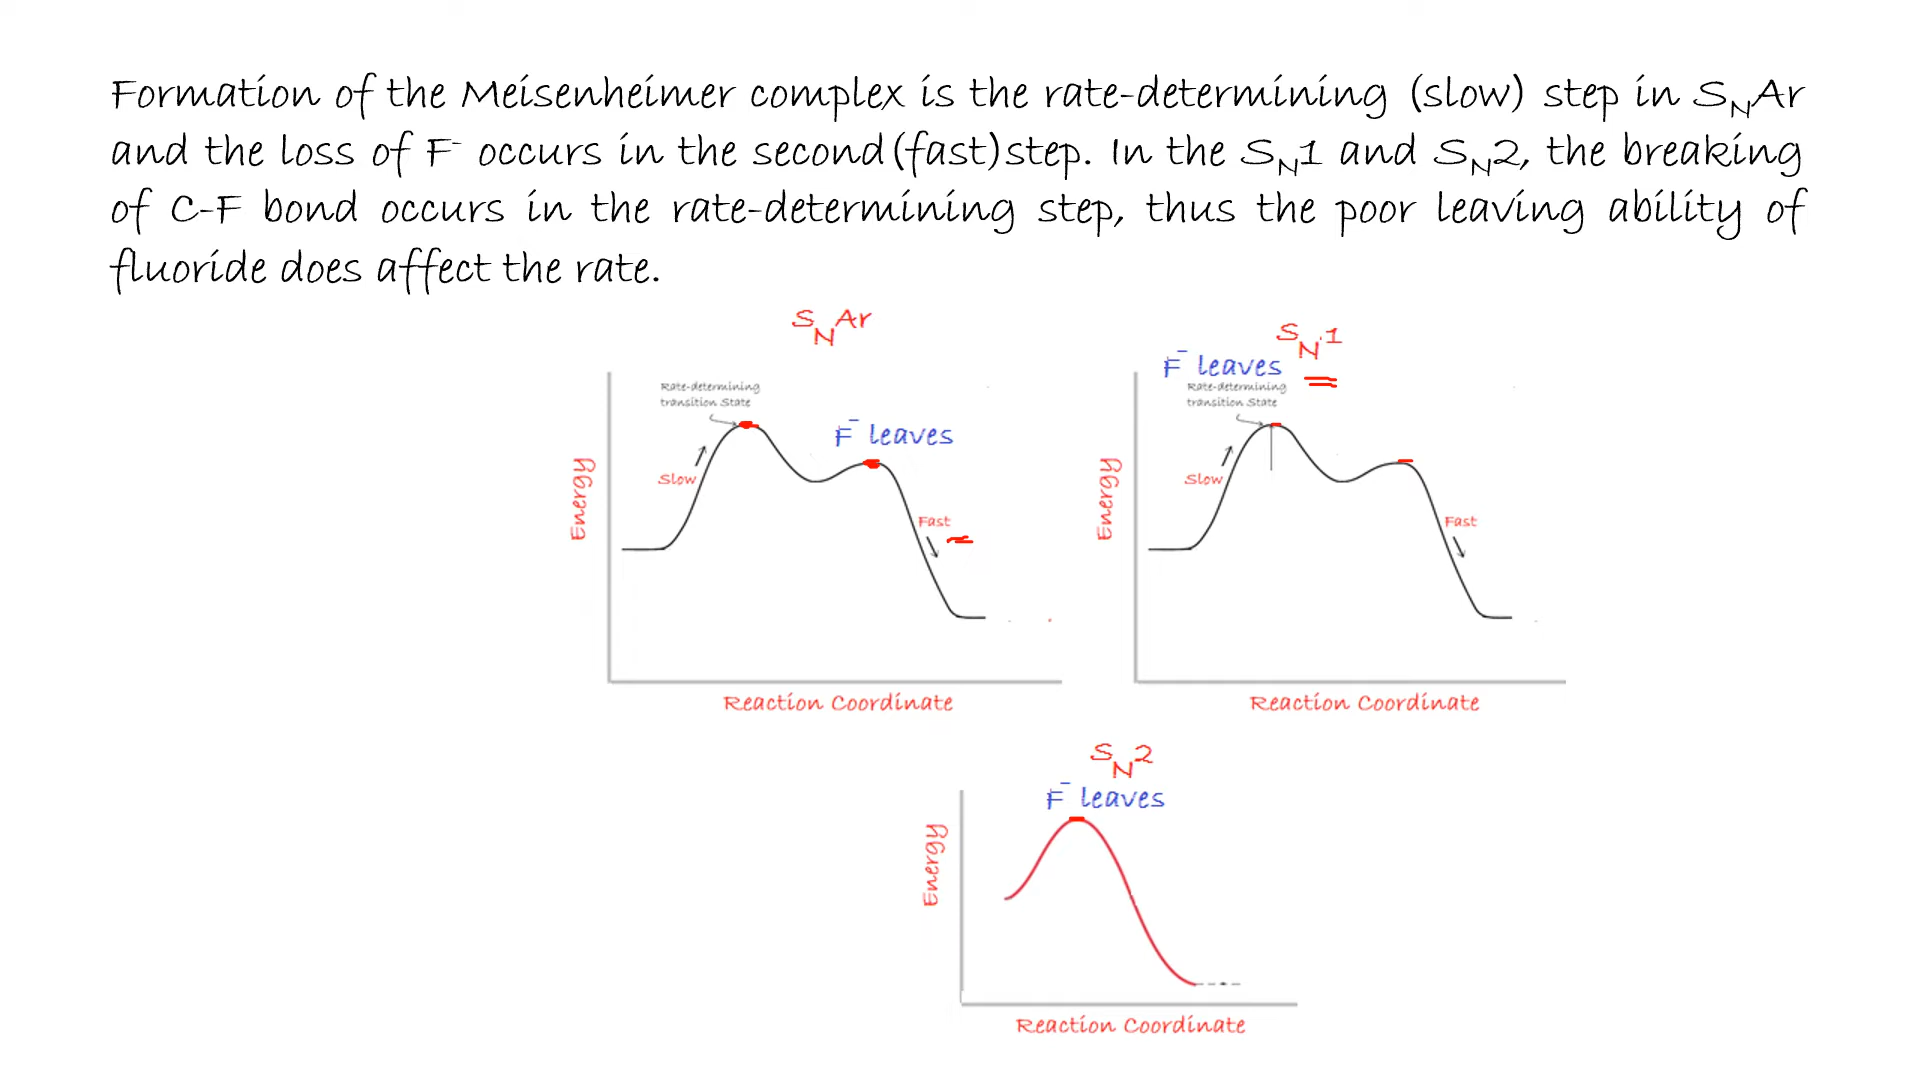 Formation of the Meisenheimer complex is the rate-determining (slow) step in SNAr
and the loss of F⁻ occurs in the second (fast) step. In the SN1 and SN2, the breaking
of C-F bond occurs in the rate-determining step, thus the poor leaving ability of
fluoride does affect the rate.
SNAr
Rate-determining
transition State
F⁻ leaves
Slow
Fast
Energy
Reaction Coordinate
SN1
F⁻ leaves
Rate-determining
transition State
Slow
Fast
Energy
Reaction Coordinate
SN2
F⁻ leaves
Energy
Reaction Coordinate